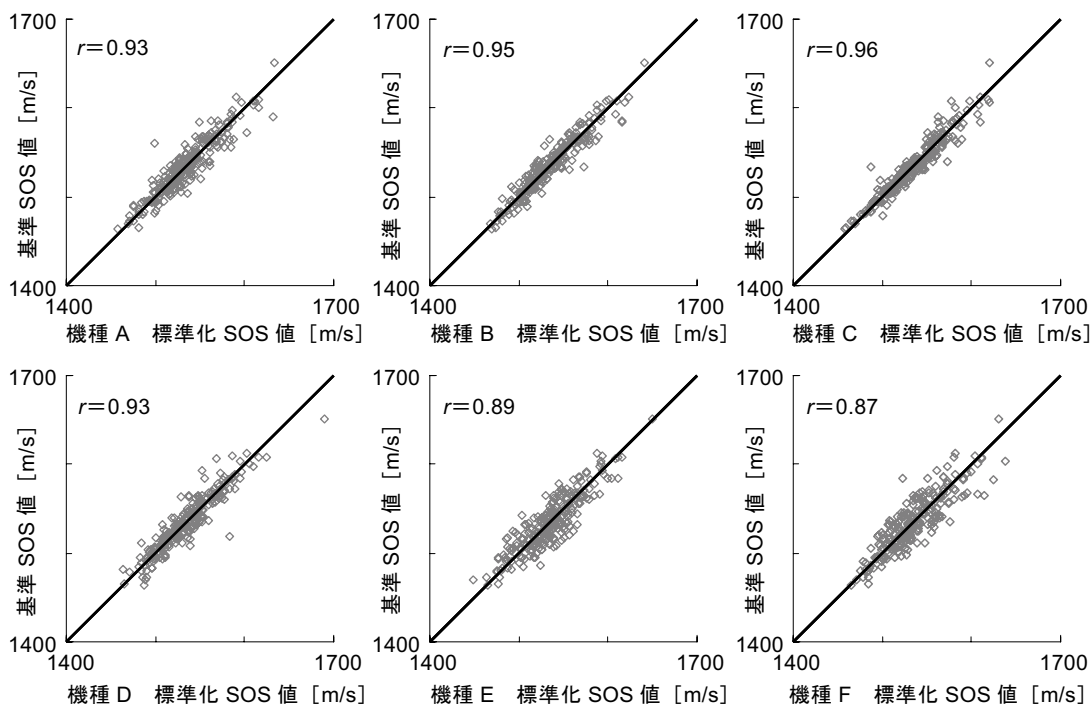 1700
r＝0.93
基準 SOS 値 [m/s]
1400
1400
1700
機種 A　標準化 SOS 値 [m/s]
1700
r＝0.95
基準 SOS 値 [m/s]
1400
1400
1700
機種 B　標準化 SOS 値 [m/s]
1700
r＝0.96
基準 SOS 値 [m/s]
1400
1400
1700
機種 C　標準化 SOS 値 [m/s]
1700
r＝0.93
基準 SOS 値 [m/s]
1400
1400
1700
機種 D　標準化 SOS 値 [m/s]
1700
r＝0.89
基準 SOS 値 [m/s]
1400
1400
1700
機種 E　標準化 SOS 値 [m/s]
1700
r＝0.87
基準 SOS 値 [m/s]
1400
1400
1700
機種 F　標準化 SOS 値 [m/s]